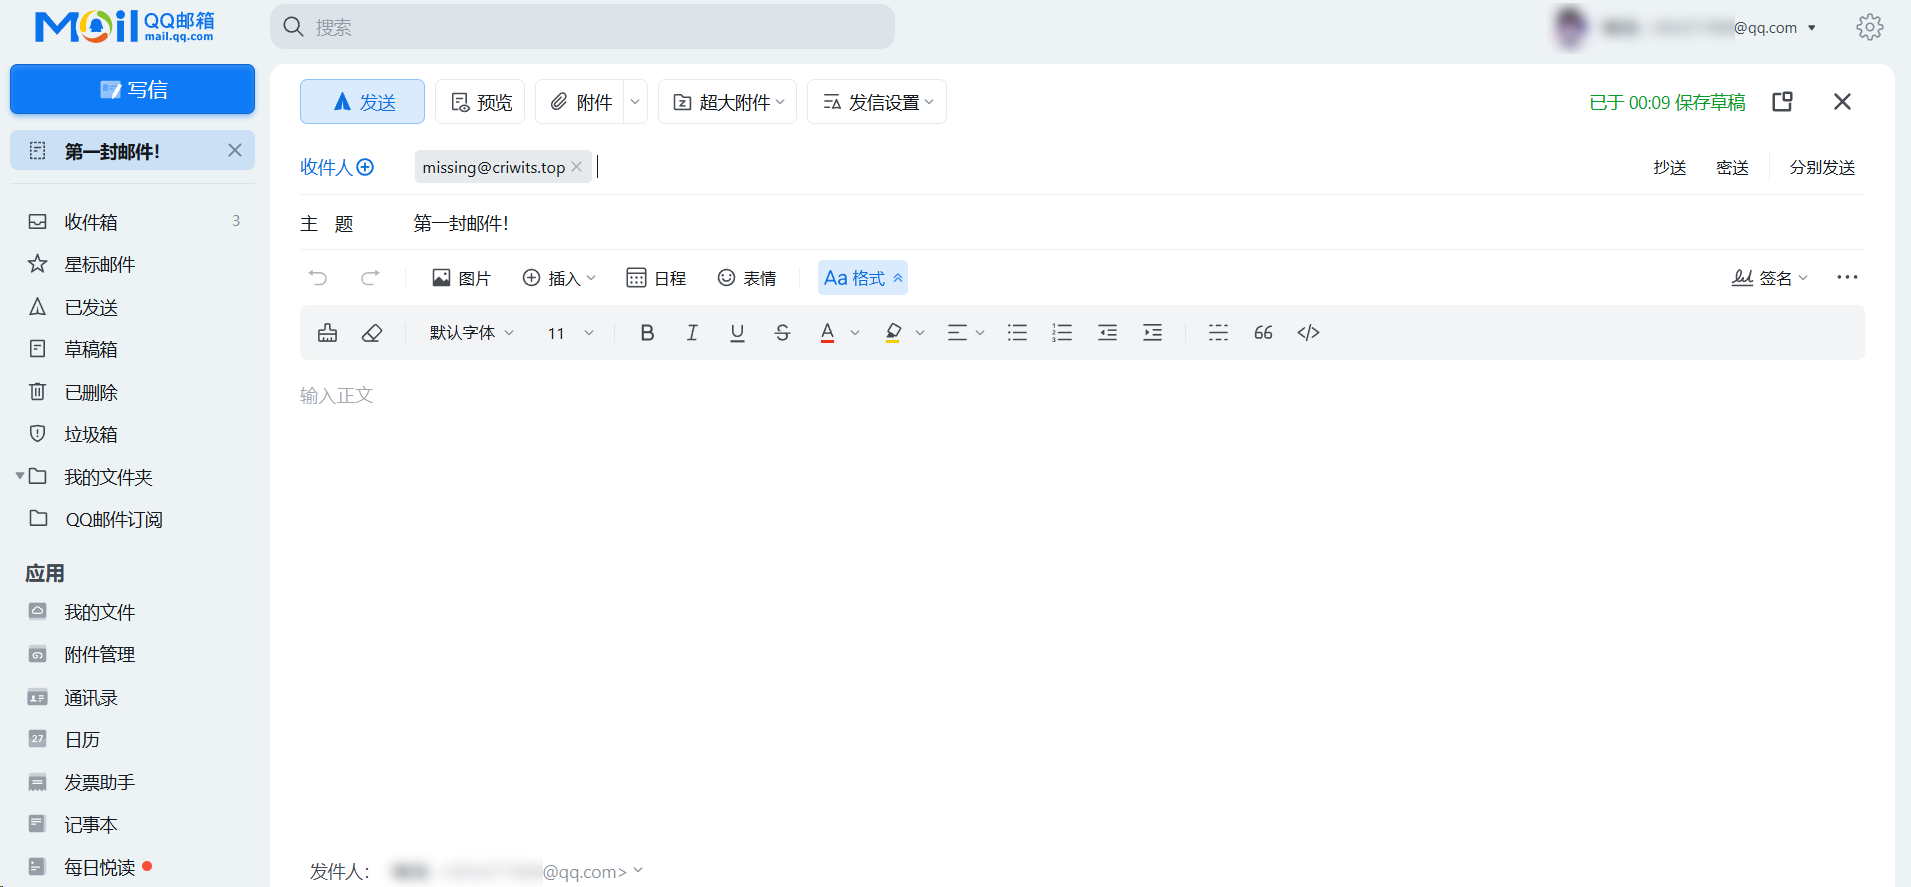 Mail QQ邮箱
mail.qq.com
搜索
@qq.com
写信
第一封邮件!
收件箱 3
星标邮件
已发送
草稿箱
已删除
垃圾箱
我的文件夹
QQ邮件订阅
应用
我的文件
附件管理
通讯录
27 日历
发票助手
记事本
每日悦读
发送 预览 附件 超大附件 发信设置 已于 00:09 保存草稿
收件人 missing@criwits.top 抄送 密送 分别发送
主 题 第一封邮件!
图片 插入 日程 表情 Aa 格式 签名
默认字体 11 B I U S A
输入正文
发件人: @qq.com>